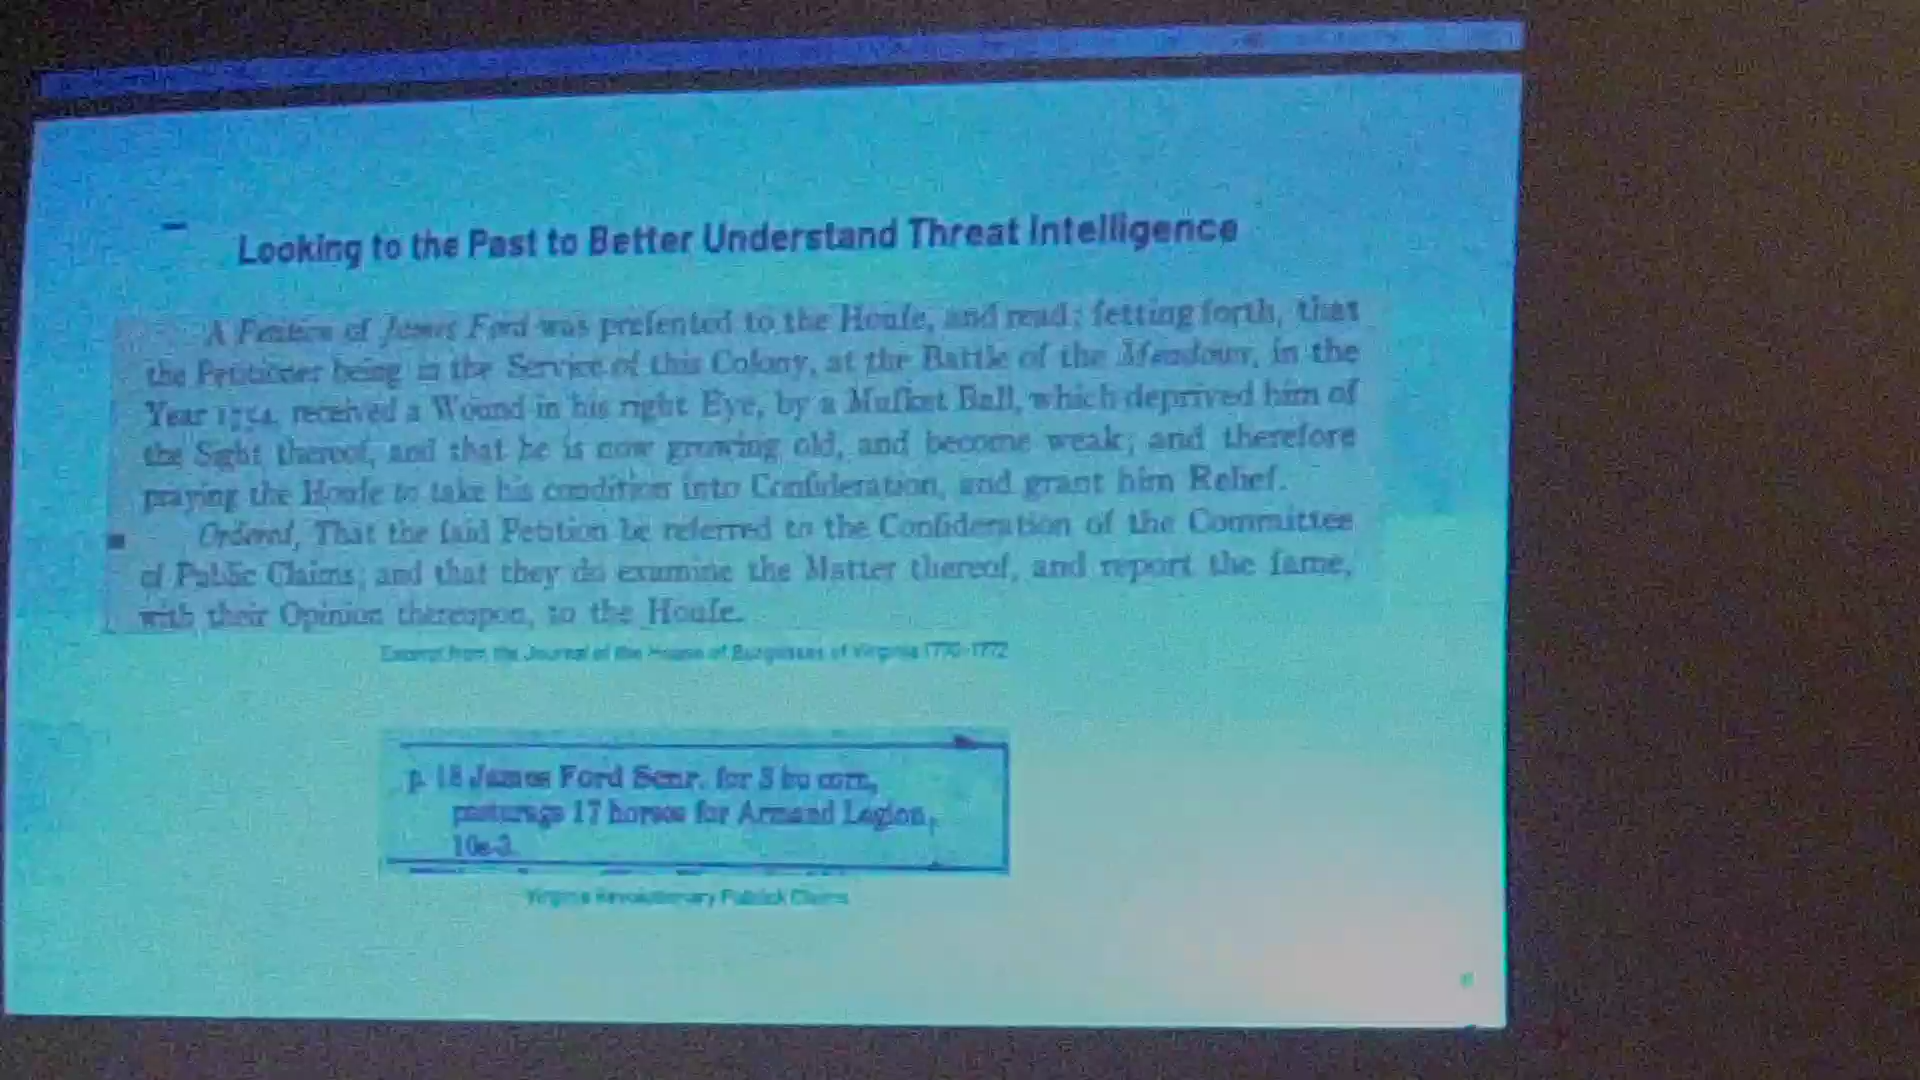 Looking to the Past to Better Understand Threat Intelligence
A Petition of James Ford was preſented to the Houſe, and read; ſetting forth, that
the Petitioner being in the Service of this Colony, at the Battle of the Meadows, in the
Year 1754, received a Wound in his right Eye, by a Muſket Ball, which deprived him of
the Sight thereof, and that he is now growing old, and become weak; and therefore
praying the Houſe to take his condition into Conſideration, and grant him Relief.
Ordered, That the ſaid Petition be referred to the Conſideration of the Committee
of Public Claims; and that they do examine the Matter thereof, and report the ſame,
with their Opinion thereupon, to the Houſe.
Excerpt from the Journal of the House of Burgesses of Virginia 1770-1772
p. 18 James Ford Senr. for 3 bu corn,
pasturage 17 horses for Armand Legion,
Virginia Revolutionary Publick Claims